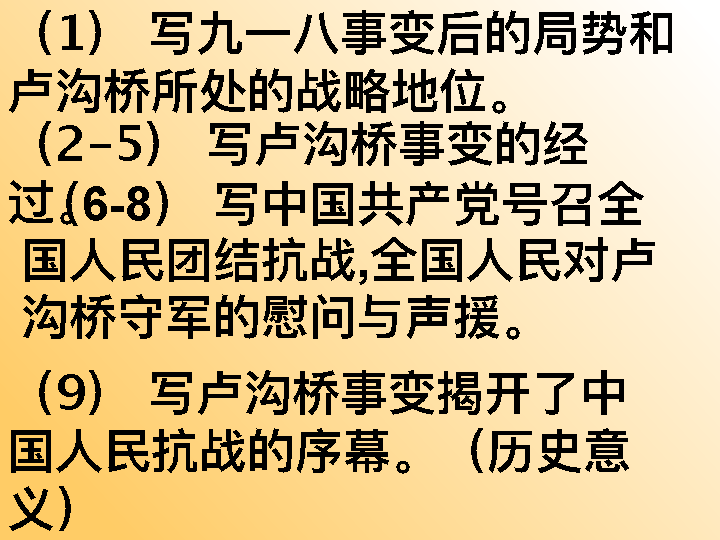 （1） 写九一八事变后的局势和
卢沟桥所处的战略地位。
（2–5） 写卢沟桥事变的经
过。（6-8） 写中国共产党号召全
国人民团结抗战,全国人民对卢
沟桥守军的慰问与声援。
（9） 写卢沟桥事变揭开了中
国人民抗战的序幕。（历史意
义）